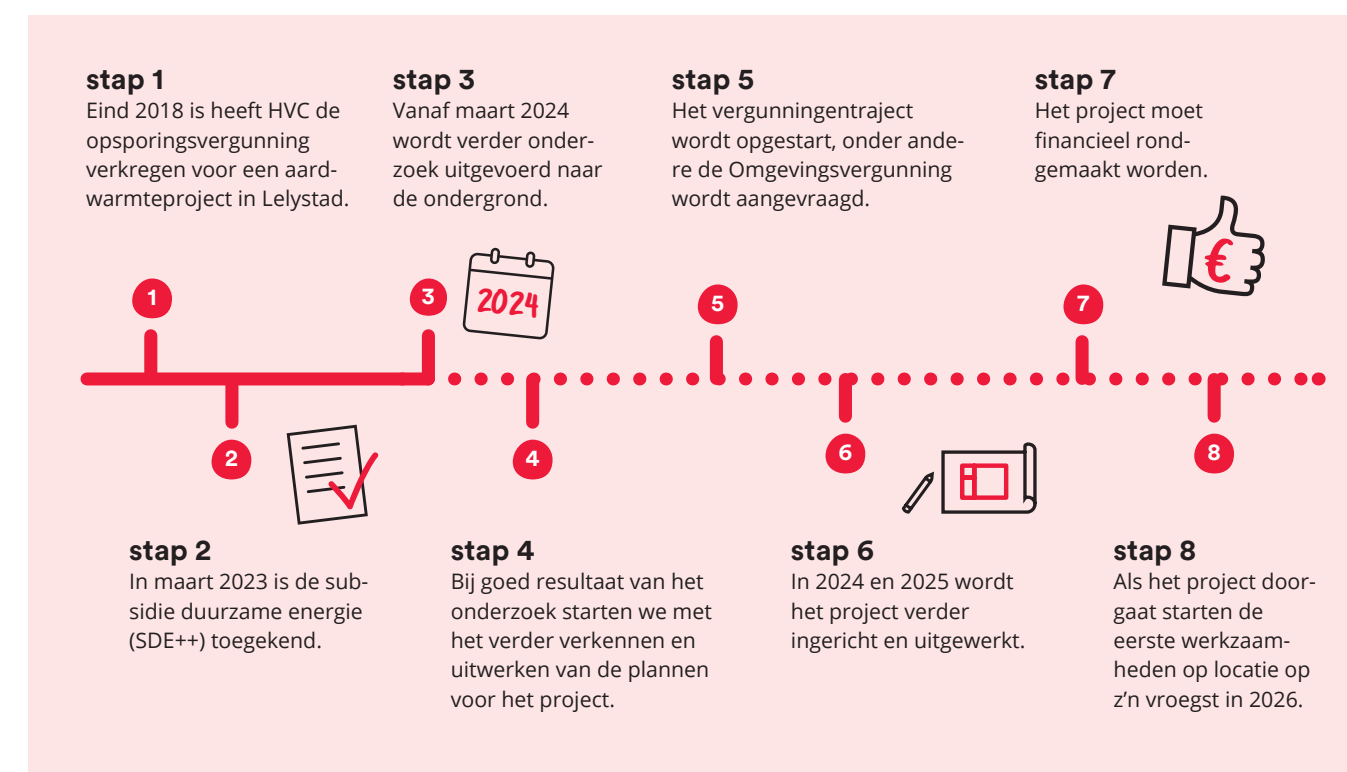 stap 1
Eind 2018 is heeft HVC de
opsporingsvergunning
verkregen voor een aard-
warmteproject in Lelystad.
stap 3
Vanaf maart 2024
wordt verder onder-
zoek uitgevoerd naar
de ondergrond.
stap 5
Het vergunningentraject
wordt opgestart, onder ande-
re de Omgevingsvergunning
wordt aangevraagd.
stap 7
Het project moet
financieel rond-
gemaakt worden.
€
1
3
2024
5
7
2
4
6
8
stap 2
In maart 2023 is de sub-
sidie duurzame energie
(SDE++) toegekend.
stap 4
Bij goed resultaat van het
onderzoek starten we met
het verder verkennen en
uitwerken van de plannen
voor het project.
stap 6
In 2024 en 2025 wordt
het project verder
ingericht en uitgewerkt.
stap 8
Als het project door-
gaat starten de
eerste werkzaam-
heden op locatie op
z’n vroegst in 2026.